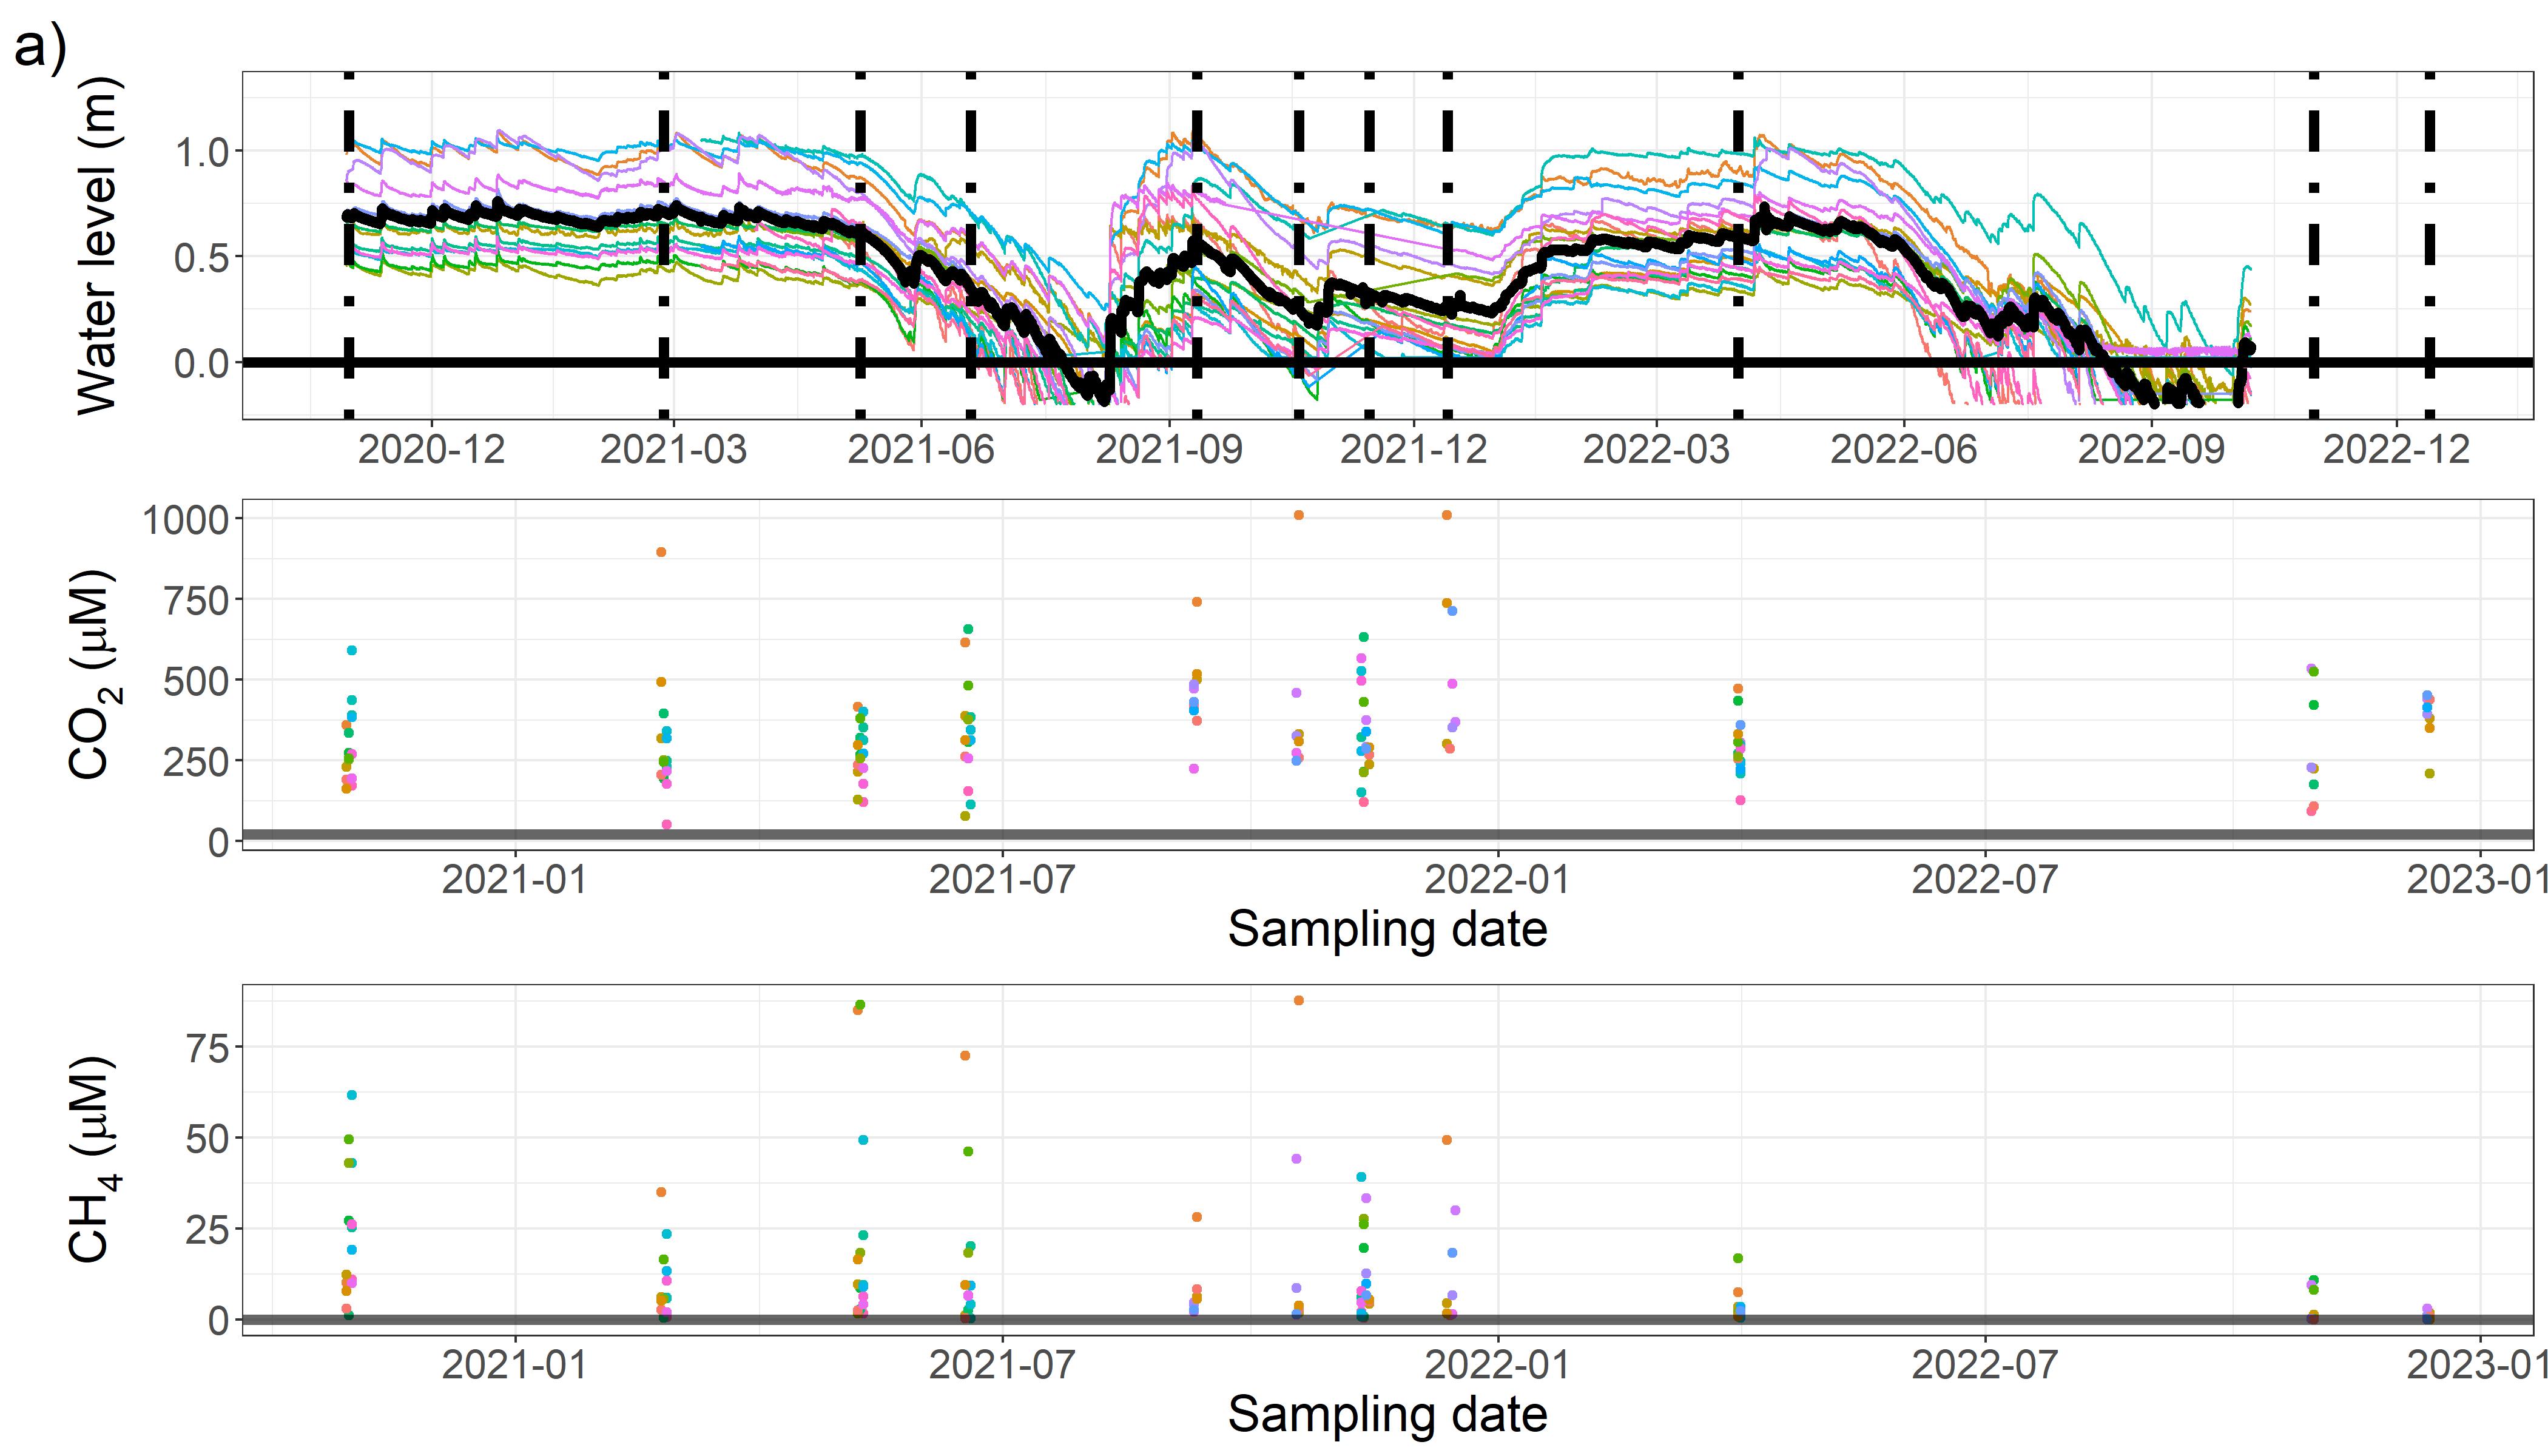 a)
Water level (m)
1.0
0.5
0.0
2020-12 2021-03 2021-06 2021-09 2021-12 2022-03 2022-06 2022-09 2022-12
CO2 (μM)
1000
750
500
250
0
2021-01 2021-07 2022-01 2022-07 2023-01
Sampling date
CH4 (μM)
75
50
25
0
2021-01 2021-07 2022-01 2022-07 2023-01
Sampling date